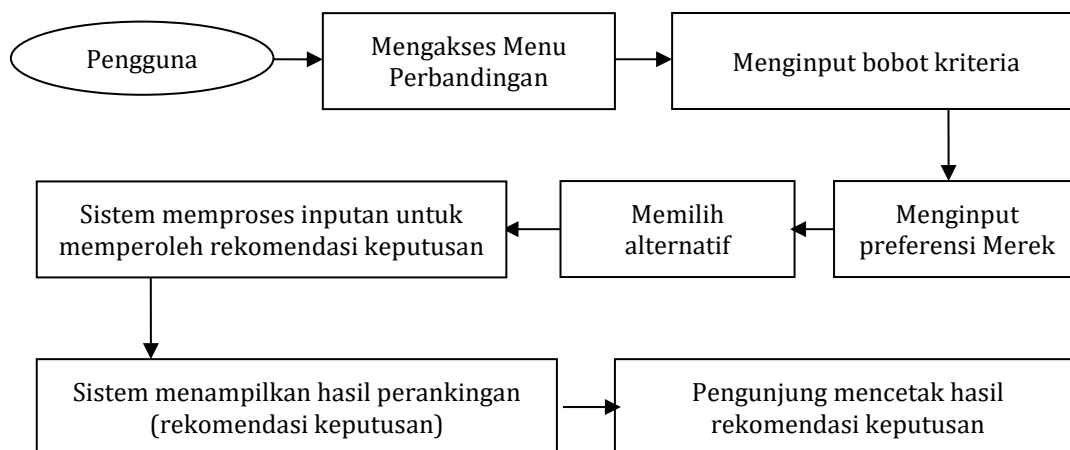 Pengguna
Mengakses Menu
Perbandingan
Menginput bobot kriteria
Menginput
preferensi Merek
Memilih
alternatif
Sistem memproses inputan untuk
memperoleh rekomendasi keputusan
Sistem menampilkan hasil perankingan
(rekomendasi keputusan)
Pengunjung mencetak hasil
rekomendasi keputusan